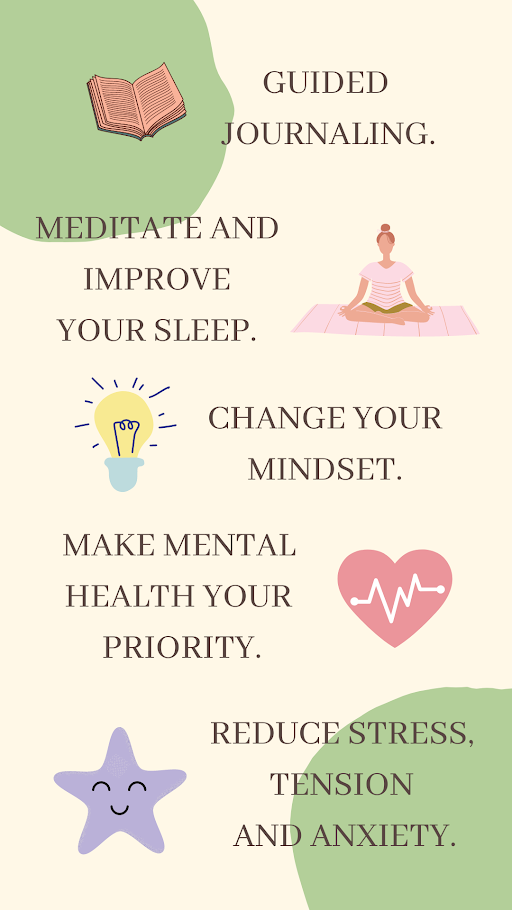 GUIDED
JOURNALING.
MEDITATE AND
IMPROVE
YOUR SLEEP.
CHANGE YOUR
MINDSET.
MAKE MENTAL
HEALTH YOUR
PRIORITY.
REDUCE STRESS,
TENSION
AND ANXIETY.